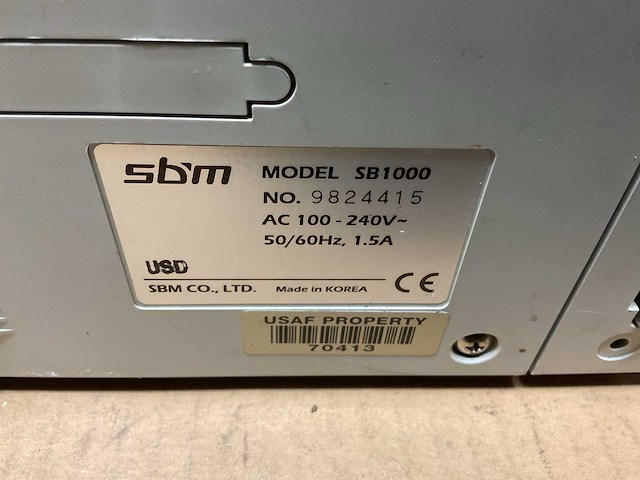 sbm MODEL SB1000
NO. 9824415
AC 100 - 240V~
50/60Hz, 1.5A
USD
SBM CO., LTD. Made in KOREA CE
USAF PROPERTY
70413